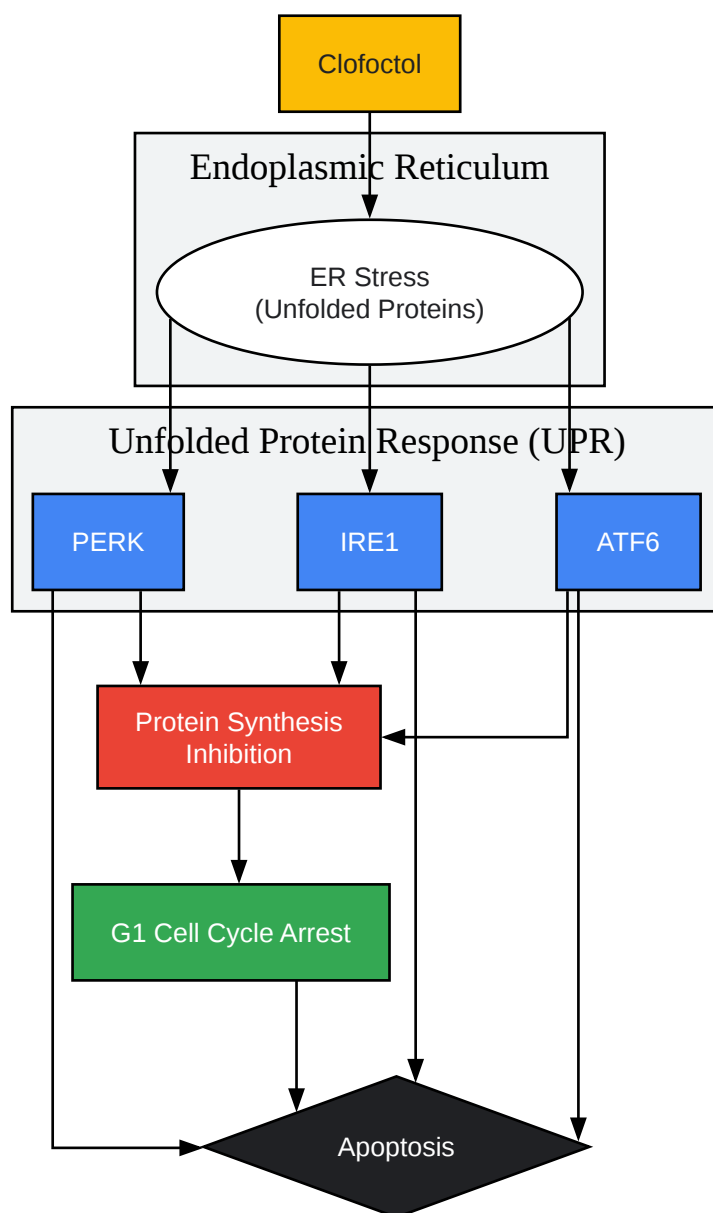 Clofoctol
Endoplasmic Reticulum
ER Stress
(Unfolded Proteins)
Unfolded Protein Response (UPR)
PERK
IRE1
ATF6
Protein Synthesis
Inhibition
G1 Cell Cycle Arrest
Apoptosis